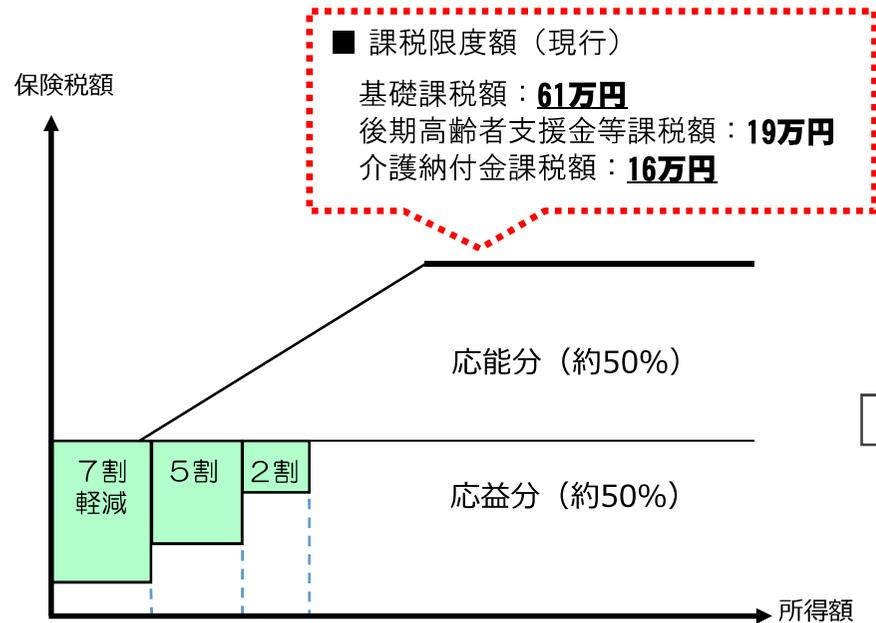 ■ 課税限度額（現行）
基礎課税額：61万円
後期高齢者支援金等課税額：19万円
介護納付金課税額：16万円
保険税額
応能分（約50%）
７割
軽減
５割
２割
応益分（約50%）
所得額